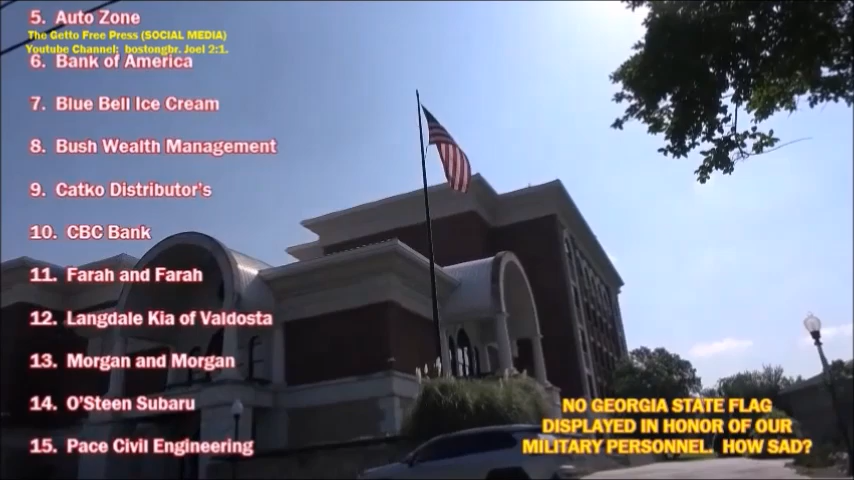 5. Auto Zone
The Getto Free Press (SOCIAL MEDIA)
Youtube Channel: bostongbr. Joel 2:1.
6. Bank of America
7. Blue Bell Ice Cream
8. Bush Wealth Management
9. Catko Distributor's
10. CBC Bank
11. Farah and Farah
12. Langdale Kia of Valdosta
13. Morgan and Morgan
14. O'Steen Subaru
15. Pace Civil Engineering
NO GEORGIA STATE FLAG
DISPLAYED IN HONOR OF OUR
MILITARY PERSONNEL. HOW SAD?